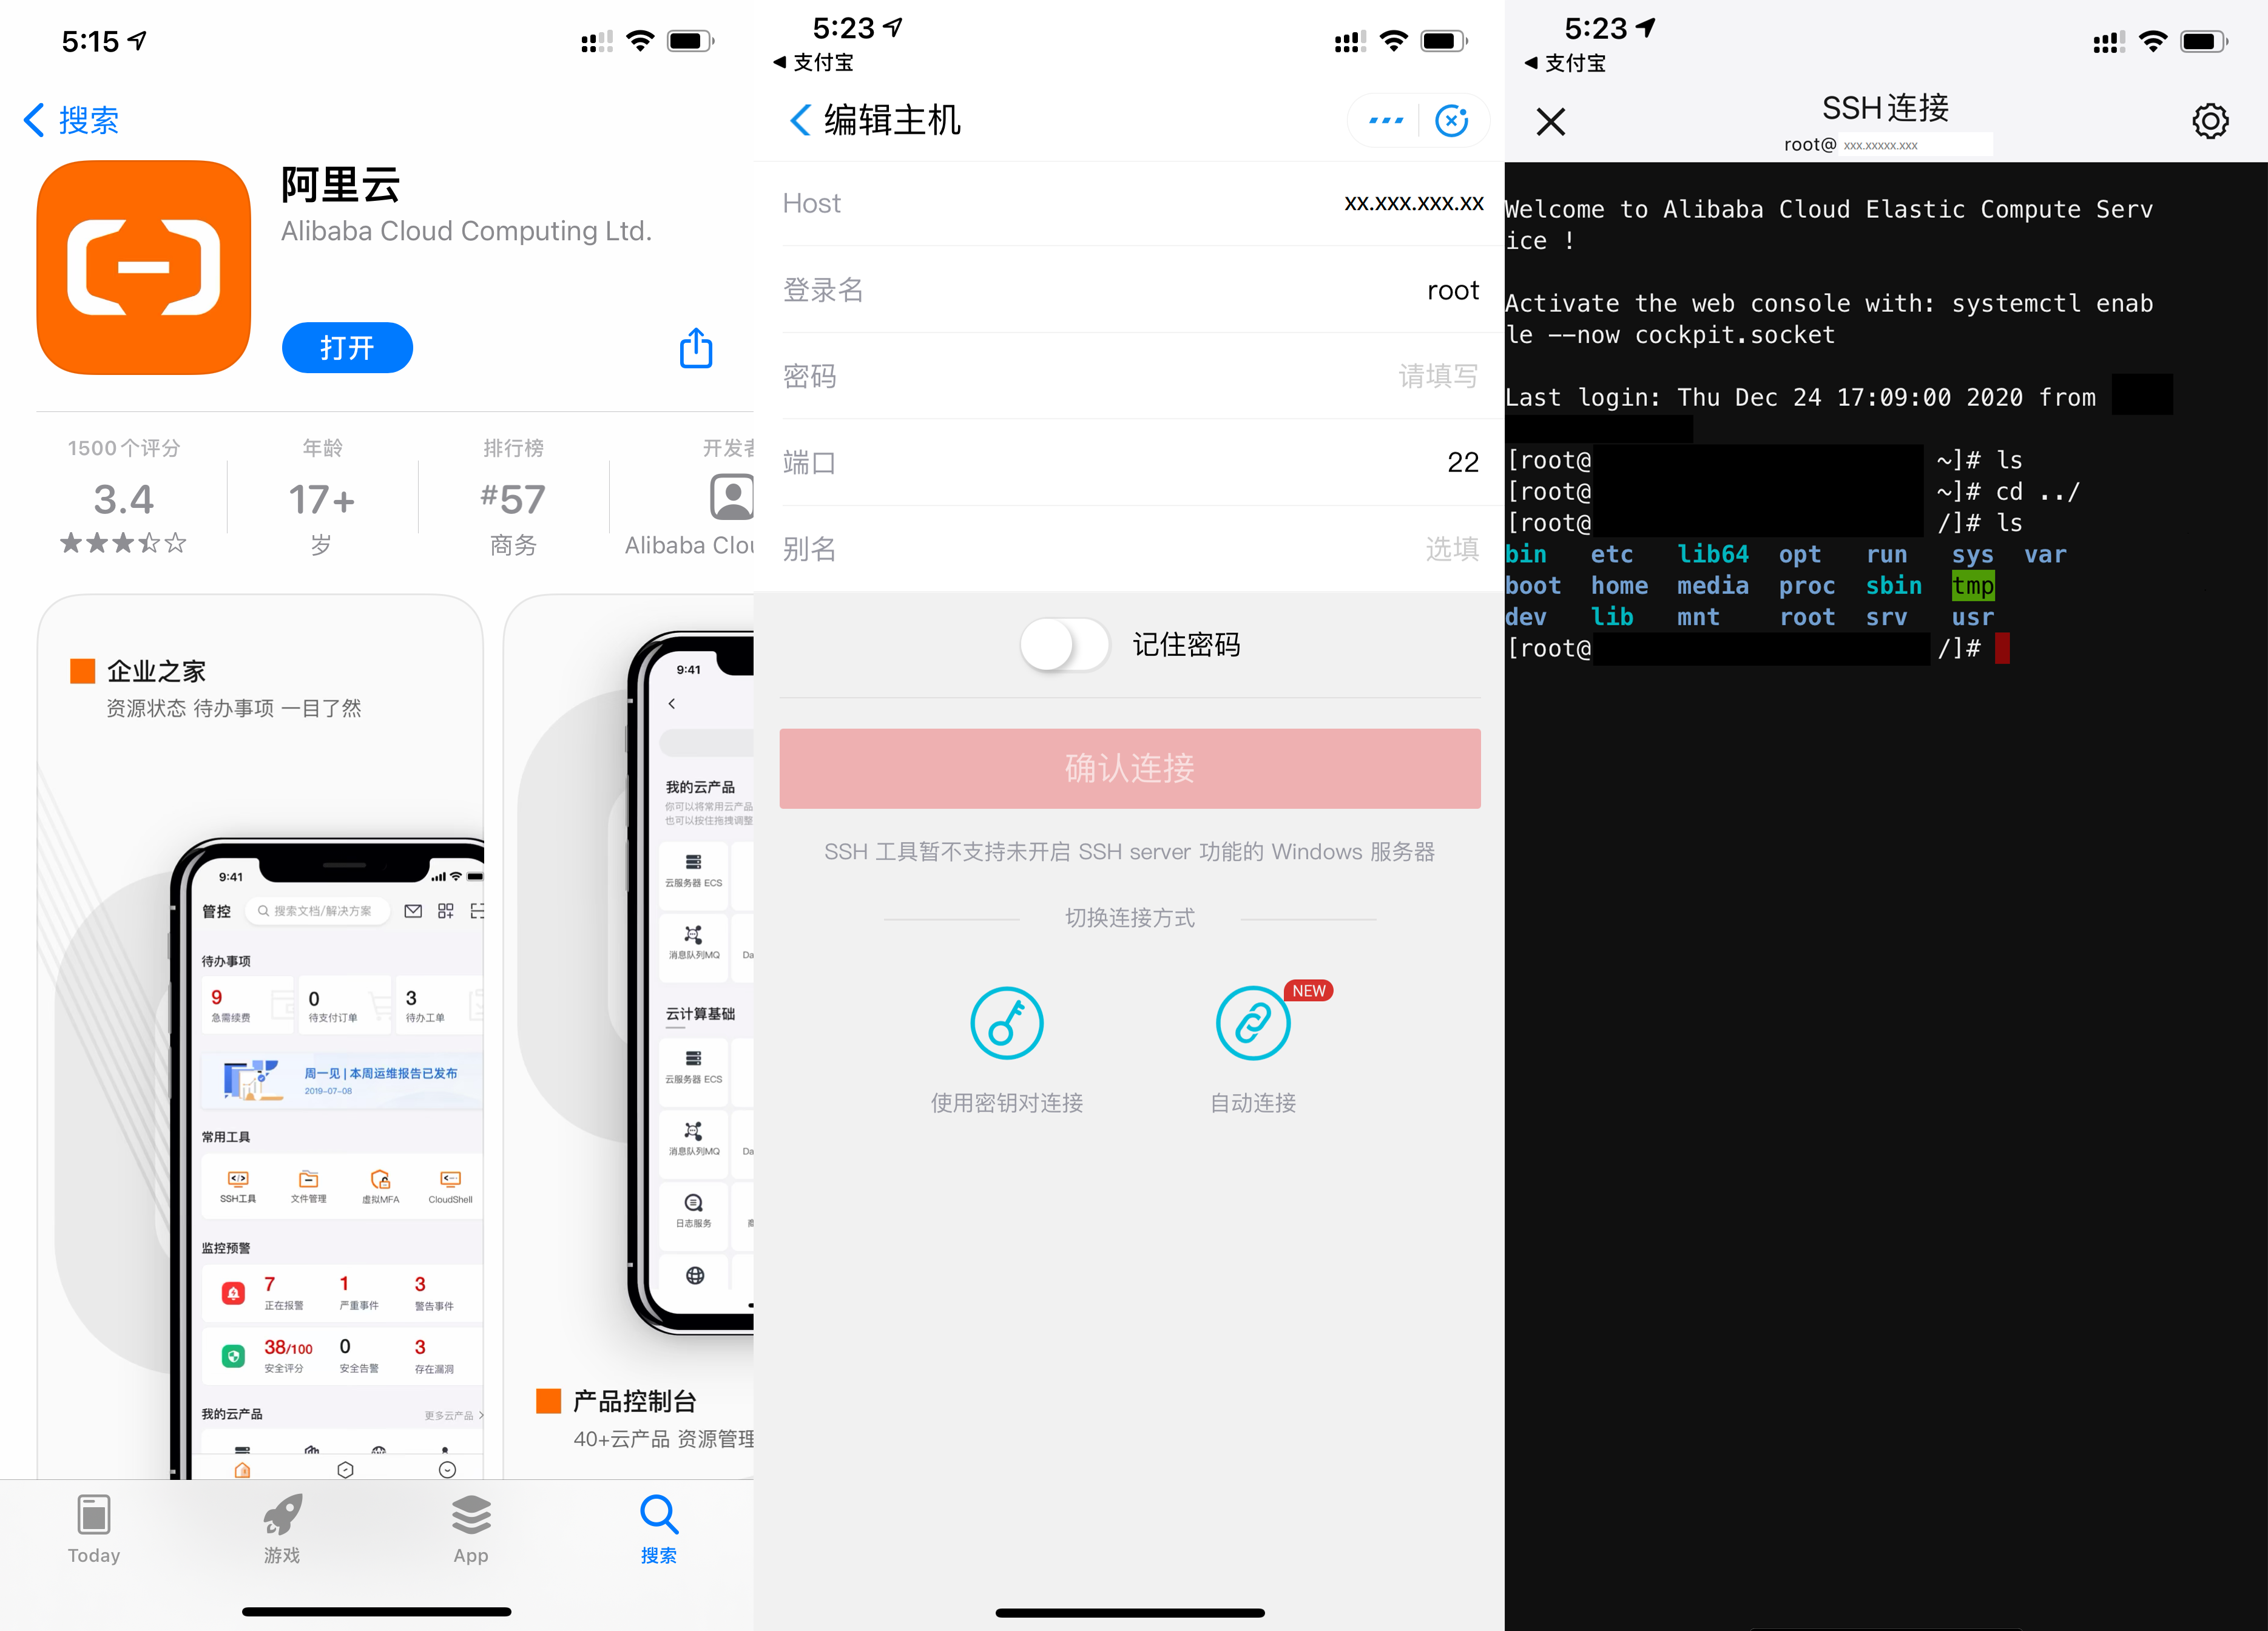 5:15
搜索
阿里云
Alibaba Cloud Computing Ltd.
打开
1500个评分
3.4
年龄
17+
岁
排行榜
#57
商务
开发者
Alibaba Clou
企业之家
资源状态 待办事项 一目了然
9:41
管控
搜索文档/解决方案
待办事项
9
急需续费
0
待支付订单
3
待办工单
周一见 | 本周运维报告已发布
2019-07-08
常用工具
SSH工具
文件管理
虚拟MFA
CloudShell
监控预警
7
正在报警
1
严重事件
3
警告事件
38/100
安全评分
0
安全告警
3
存在漏洞
我的云产品
更多云产品
9:41
我的云产品
你可以将常用云产品
也可以按住拖拽调整
云服务器 ECS
消息队列MQ
Da
云计算基础
云服务器 ECS
消息队列MQ
Da
日志服务
产品控制台
40+云产品 资源管理
Today
游戏
App
搜索
5:23
支付宝
编辑主机
Host
xx.xxx.xxx.xx
登录名
root
密码
请填写
端口
22
别名
选填
记住密码
确认连接
SSH 工具暂不支持未开启 SSH server 功能的 Windows 服务器
切换连接方式
使用密钥对连接
NEW
自动连接
5:23
支付宝
SSH连接
root@ xxx.xxxxx.xxx
Welcome to Alibaba Cloud Elastic Compute Serv
ice !
Activate the web console with: systemctl enab
le --now cockpit.socket
Last login: Thu Dec 24 17:09:00 2020 from
[root@ ~]# ls
[root@ ~]# cd ../
[root@ /]# ls
bin etc lib64 opt run sys var
boot home media proc sbin tmp
dev lib mnt root srv usr
[root@ /]#